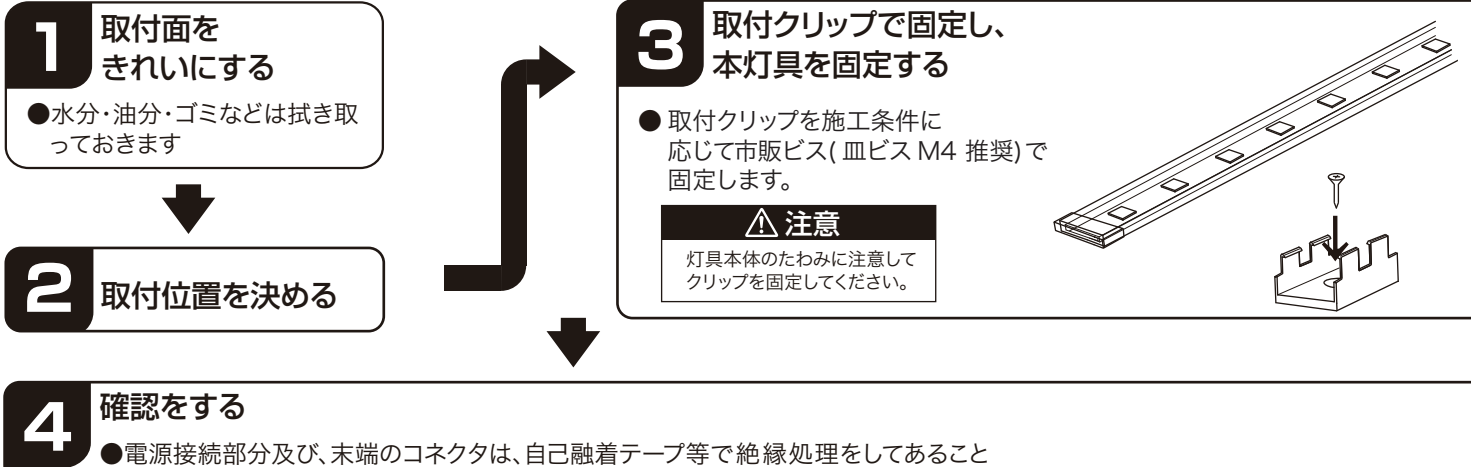 1
取付面を
きれいにする
●水分・油分・ゴミなどは拭き取
っておきます
2
取付位置を決める
3
取付クリップで固定し、
本灯具を固定する
●取付クリップを施工条件に
応じて市販ビス(皿ビス M4 推奨)で
固定します。
⚠注意
灯具本体のたわみに注意して
クリップを固定してください。
4
確認をする
●電源接続部分及び、末端のコネクタは、自己融着テープ等で絶縁処理をしてあること